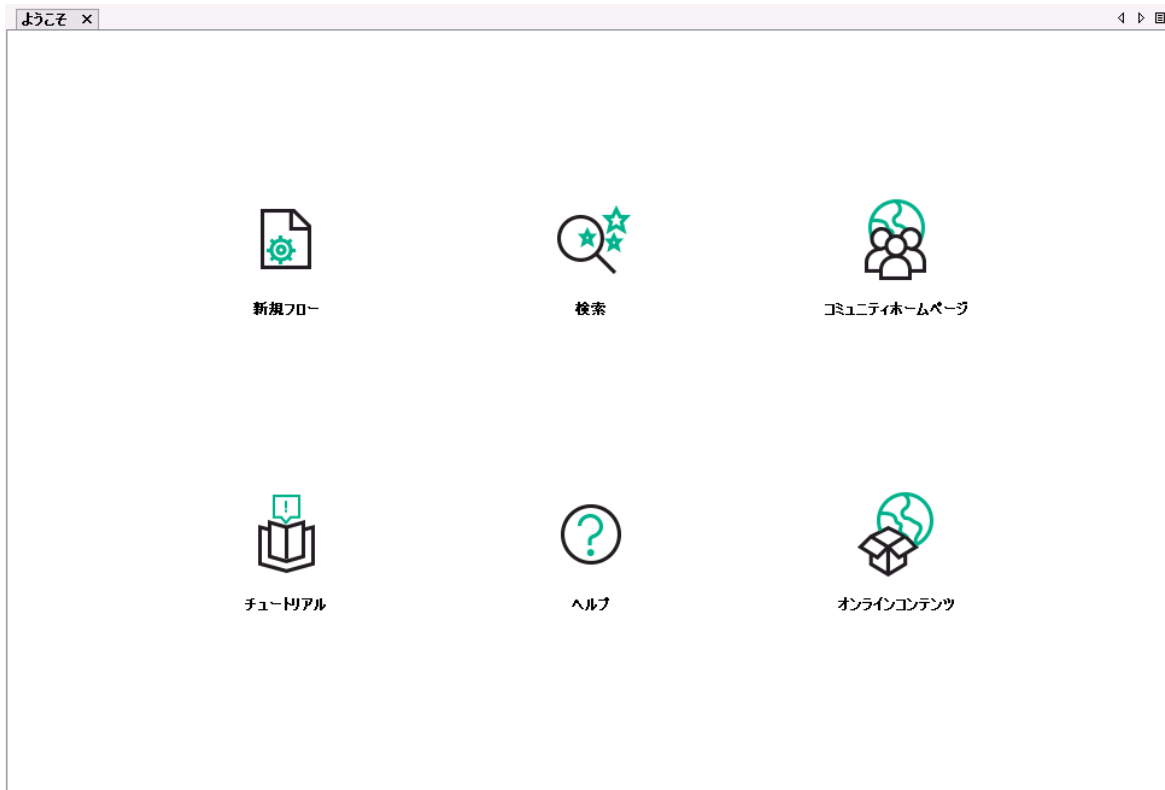 ようこそ ×
新規フロー
検索
コミュニティホームページ
!
チュートリアル
?
ヘルプ
オンラインコンテンツ